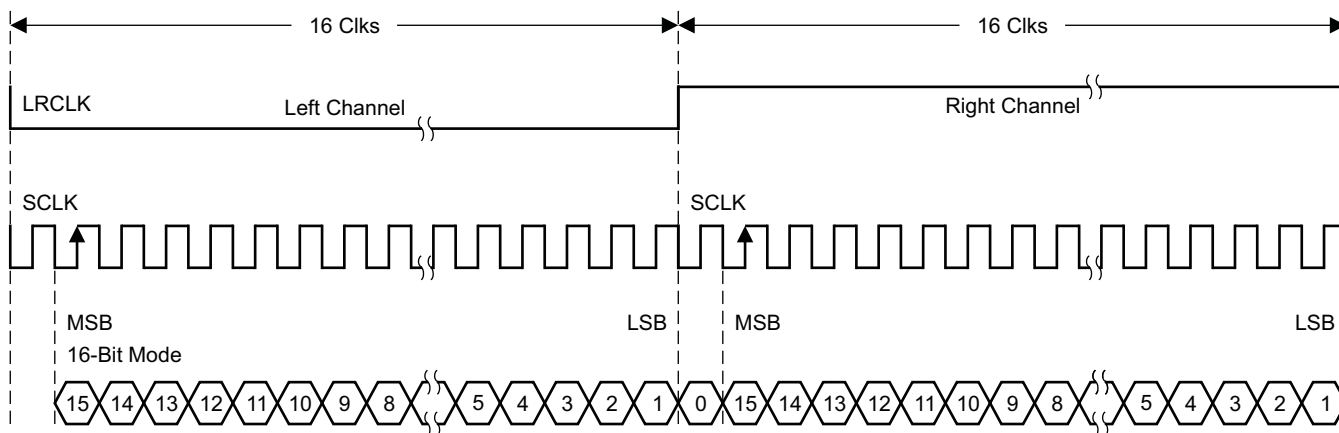 16 Clks 16 Clks
LRCLK Left Channel Right Channel
SCLK SCLK
MSB LSB MSB LSB
16-Bit Mode
15 14 13 12 11 10 9 8 5 4 3 2 1 0 15 14 13 12 11 10 9 8 5 4 3 2 1